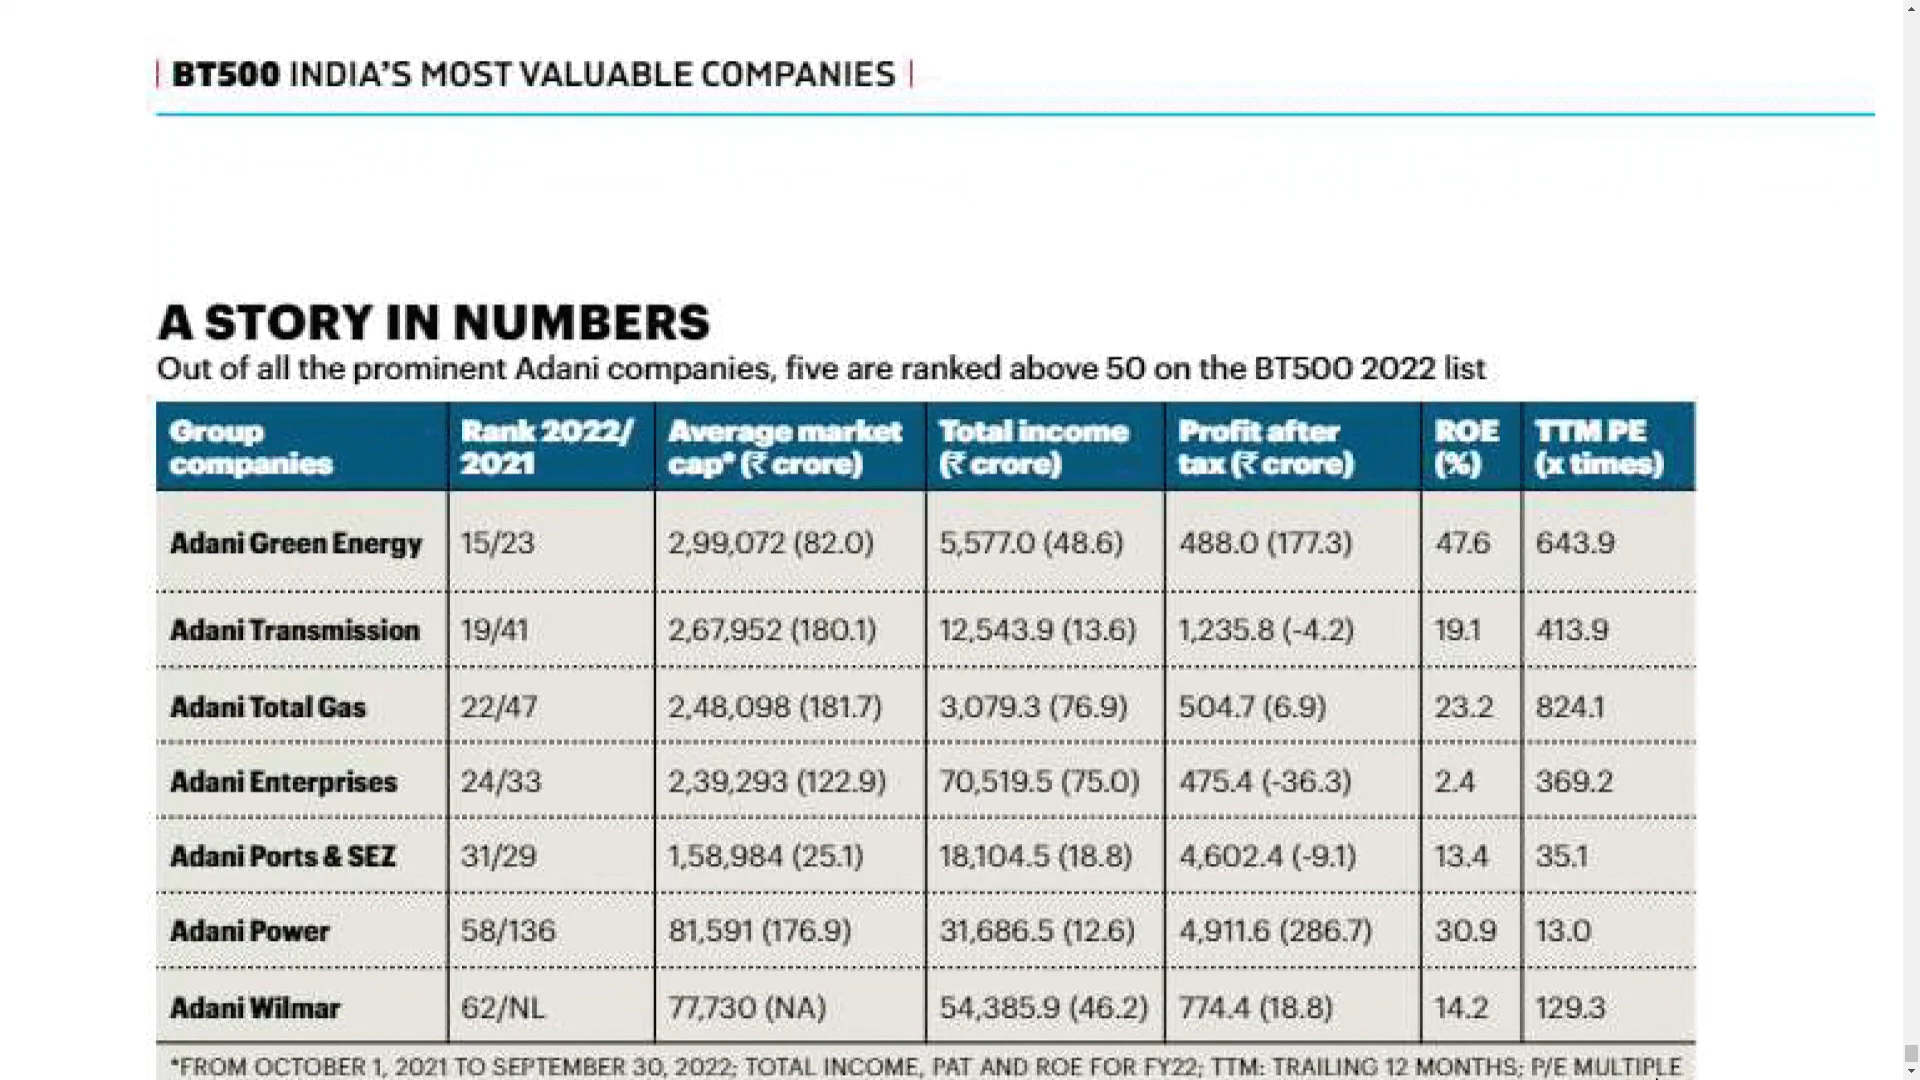 BT500 INDIA'S MOST VALUABLE COMPANIES
A STORY IN NUMBERS
Out of all the prominent Adani companies, five are ranked above 50 on the BT500 2022 list
Group companies | Rank 2022/2021 | Average market cap* (₹ crore) | Total income (₹ crore) | Profit after tax (₹ crore) | ROE (%) | TTM PE (x times)
Adani Green Energy | 15/23 | 2,99,072 (82.0) | 5,577.0 (48.6) | 488.0 (177.3) | 47.6 | 643.9
Adani Transmission | 19/41 | 2,67,952 (180.1) | 12,543.9 (13.6) | 1,235.8 (-4.2) | 19.1 | 413.9
Adani Total Gas | 22/47 | 2,48,098 (181.7) | 3,079.3 (76.9) | 504.7 (6.9) | 23.2 | 824.1
Adani Enterprises | 24/33 | 2,39,293 (122.9) | 70,519.5 (75.0) | 475.4 (-36.3) | 2.4 | 369.2
Adani Ports & SEZ | 31/29 | 1,58,984 (25.1) | 18,104.5 (18.8) | 4,602.4 (-9.1) | 13.4 | 35.1
Adani Power | 58/136 | 81,591 (176.9) | 31,686.5 (12.6) | 4,911.6 (286.7) | 30.9 | 13.0
Adani Wilmar | 62/NL | 77,730 (NA) | 54,385.9 (46.2) | 774.4 (18.8) | 14.2 | 129.3
*FROM OCTOBER 1, 2021 TO SEPTEMBER 30, 2022; TOTAL INCOME, PAT AND ROE FOR FY22; TTM: TRAILING 12 MONTHS; P/E MULTIPLE